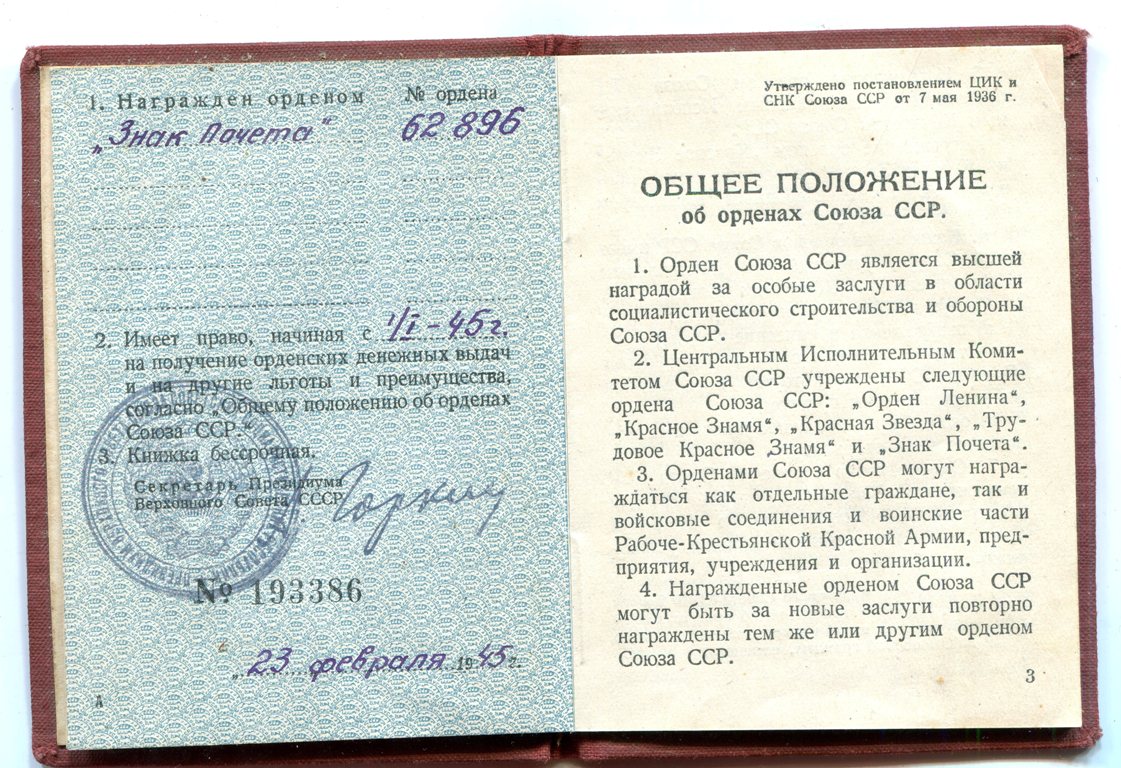 1. Награжден орденом № ордена
„Знак Почета“ 62896
2. Имеет право, начиная с 1/I-45г.
на получение орденских денежных выдач
и на другие льготы и преимущества,
согласно „Общему положению об орденах
Союза ССР.“
3. Книжка бессрочная.
Секретарь Президиума
Верховного Совета СССР
Горкин
№ 193386
„23 февраля 1945 г.
А
Утверждено постановлением ЦИК и
СНК Союза ССР от 7 мая 1936 г.
ОБЩЕЕ ПОЛОЖЕНИЕ
об орденах Союза ССР.
1. Орден Союза ССР является высшей
наградой за особые заслуги в области
социалистического строительства и обороны
Союза ССР.
2. Центральным Исполнительным Коми-
тетом Союза ССР учреждены следующие
ордена Союза ССР: „Орден Ленина“,
„Красное Знамя“, „Красная Звезда“, „Тру-
довое Красное Знамя“ и „Знак Почета“.
3. Орденами Союза ССР могут награ-
ждаться как отдельные граждане, так и
войсковые соединения и воинские части
Рабоче-Крестьянской Красной Армии, пред-
приятия, учреждения и организации.
4. Награжденные орденом Союза ССР
могут быть за новые заслуги повторно
награждены тем же или другим орденом
Союза ССР.
3